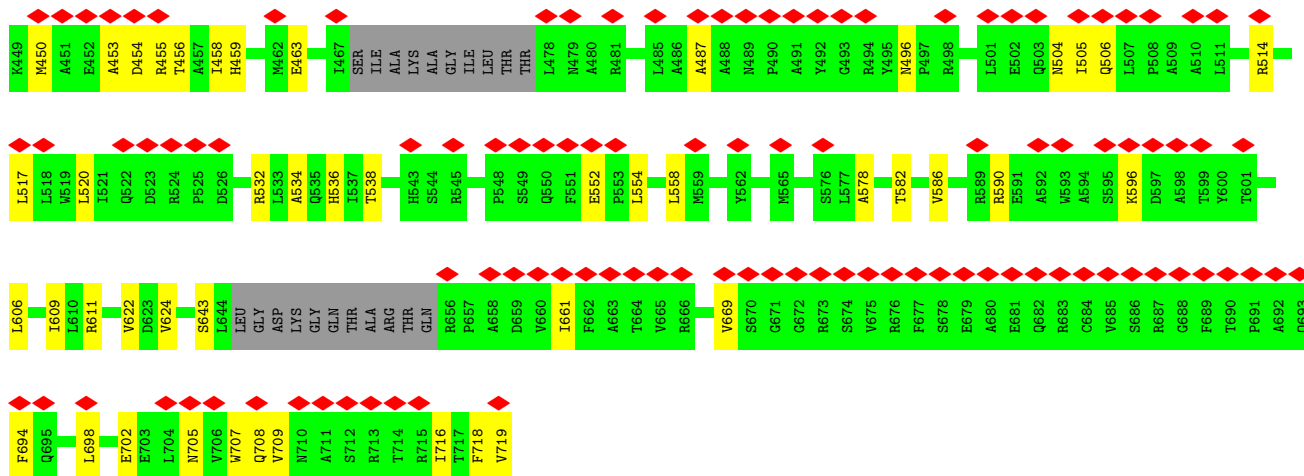 K449 M450 A451 E452 A453 D454 R455 T456 A457 I458 H459 M462 E463 I467 SER ILE ALA LYS ALA GLY ILE LEU THR THR L478 N479 A480 R481 L485 A486 A487 A488 N489 P490 A491 Y492 G493 R494 Y495 N496 P497 R498 L501 E502 Q503 N504 I505 Q506 L507 P508 A509 A510 L511 R514
L517 L518 W519 L520 I521 Q522 D523 R524 P525 D526 R532 L533 A534 Q535 H536 I537 T538 H543 S544 R545 P548 S549 Q550 F551 E552 P553 L554 L558 M559 Y562 M565 S576 L577 A578 T582 V586 R589 R590 E591 A592 W593 A594 S595 K596 D597 A598 T599 Y600 T601
L606 I609 L610 R611 V622 D623 V624 S643 L644 LEU GLY ASP LYS GLY GLN THR ALA ARG THR GLN R656 P657 A658 D659 V660 I661 F662 A663 T664 V665 R666 V669 S670 G671 G672 R673 S674 V675 R676 F677 S678 E679 A680 E681 Q682 R683 C684 V685 S686 R687 G688 F689 T690 P691 A692
F694 Q695 L698 E702 E703 L704 N705 V706 W707 Q708 V709 N710 A711 S712 R713 T714 R715 I716 T717 F718 V719